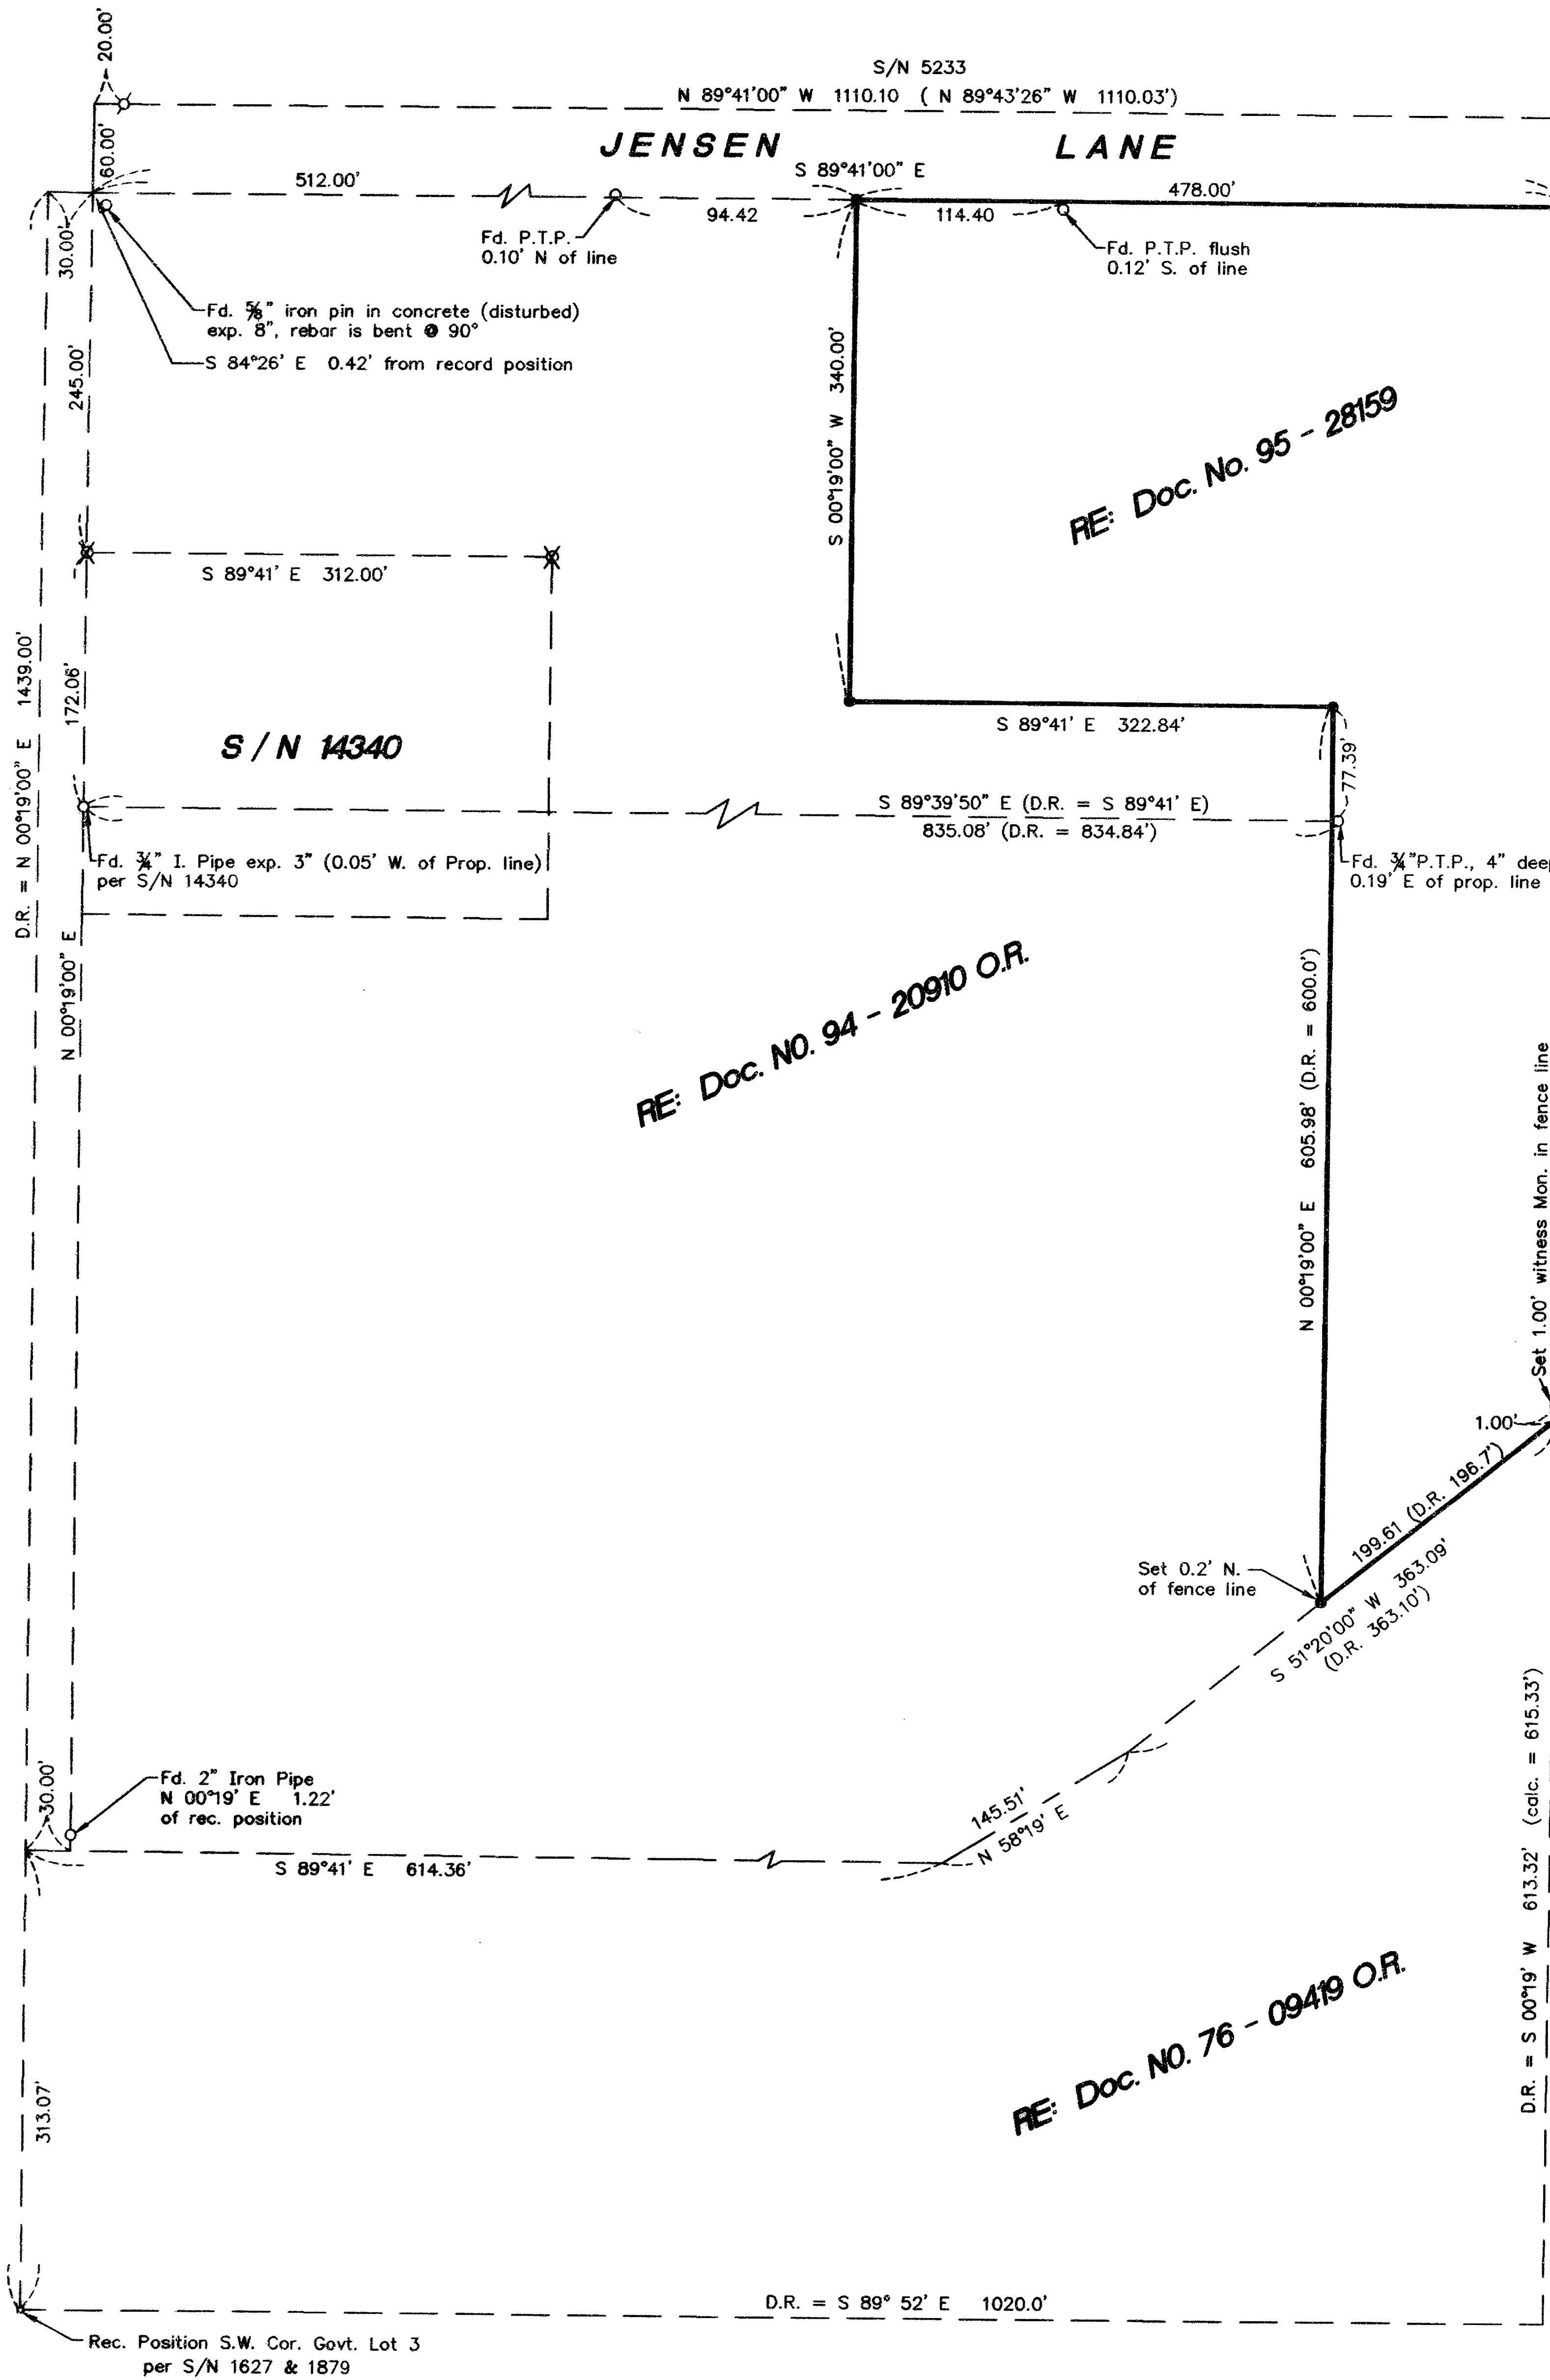 20.00'
S/N 5233
N 89°41'00" W 1110.10 ( N 89°43'26" W 1110.03')
60.00'
JENSEN LANE
S 89°41'00" E
512.00'
478.00'
94.42
114.40
30.00'
Fd. P.T.P.
0.10' N of line
Fd. P.T.P. flush
0.12' S. of line
Fd. ⅝" iron pin in concrete (disturbed)
exp. 8", rebar is bent @ 90°
S 84°26' E 0.42' from record position
245.00'
S 00°19'00" W 340.00'
RE: Doc. No. 95 - 28159
S 89°41' E 312.00'
D.R. = N 00°19'00" E 1439.00'
172.06'
S / N 14340
S 89°41' E 322.84'
77.39'
S 89°39'50" E (D.R. = S 89°41' E)
835.08' (D.R. = 834.84')
Fd. ¾" I. Pipe exp. 3" (0.05' W. of Prop. line)
per S/N 14340
Fd. ¾"P.T.P., 4"
0.19' E of prop. line
N 00°19'00" E
RE: Doc. NO. 94 - 20910 O.R.
N 00°19'00" E 605.98' (D.R. = 600.0')
Set 1.00' witness Mon. in fence line
1.00'
199.61 (D.R. 196.7')
Set 0.2' N.
of fence line
S 51°20'00" W 363.09'
(D.R. 363.10')
Fd. 2" Iron Pipe
N 00°19' E 1.22'
of rec. position
30.00'
145.51'
N 58°19' E
S 89°41' E 614.36'
D.R. = S 00°19' W 613.32' (calc. = 615.33')
RE: Doc. NO. 76 - 09419 O.R.
313.07'
D.R. = S 89° 52' E 1020.0'
Rec. Position S.W. Cor. Govt. Lot 3
per S/N 1627 & 1879